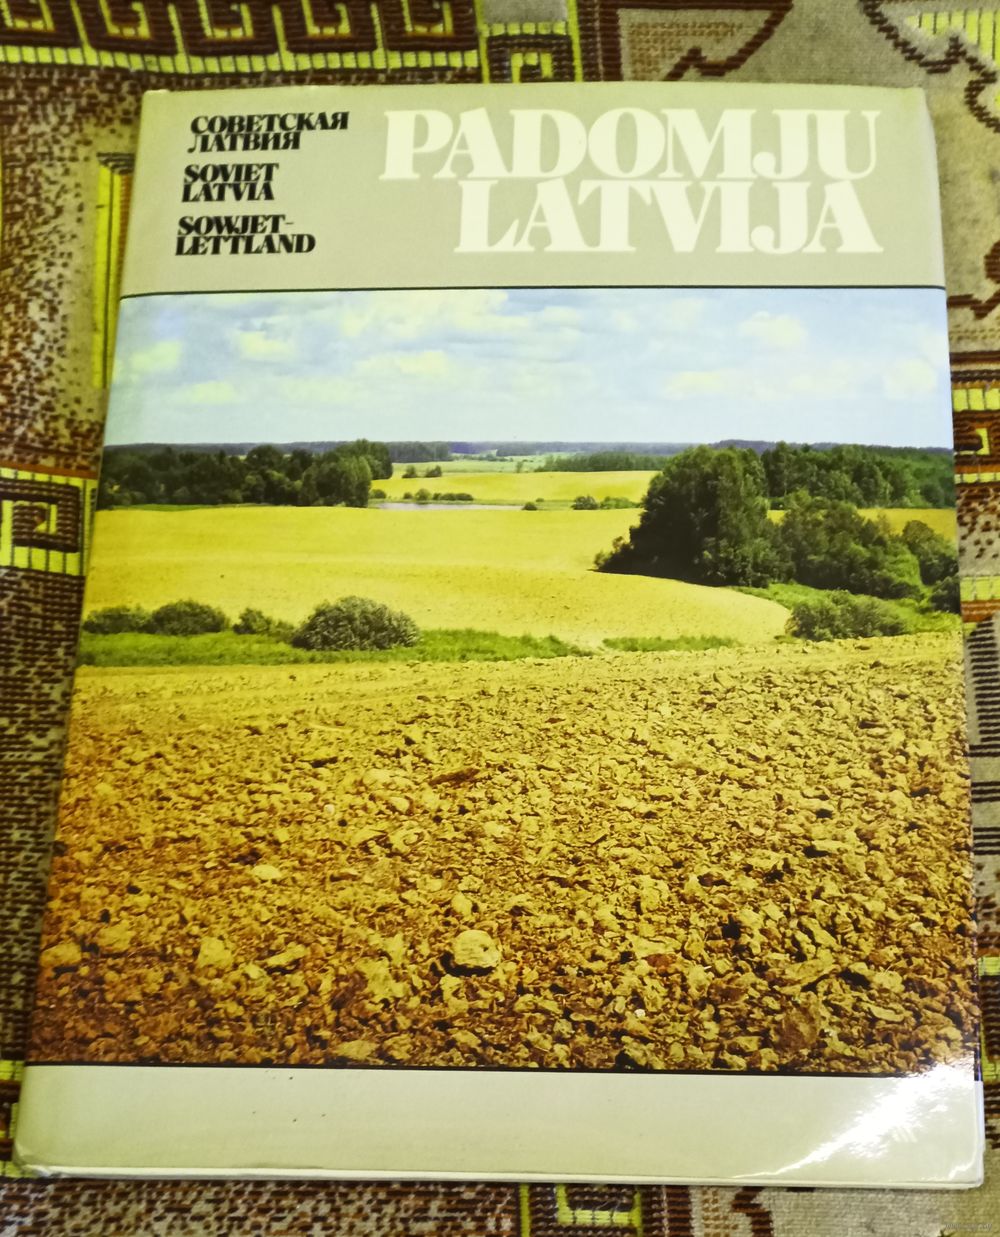 СОВЕТСКАЯ
ЛАТВИЯ
SOVIET
LATVIA
SOWJET-
LETTLAND
PADOMJU
LATVIJA